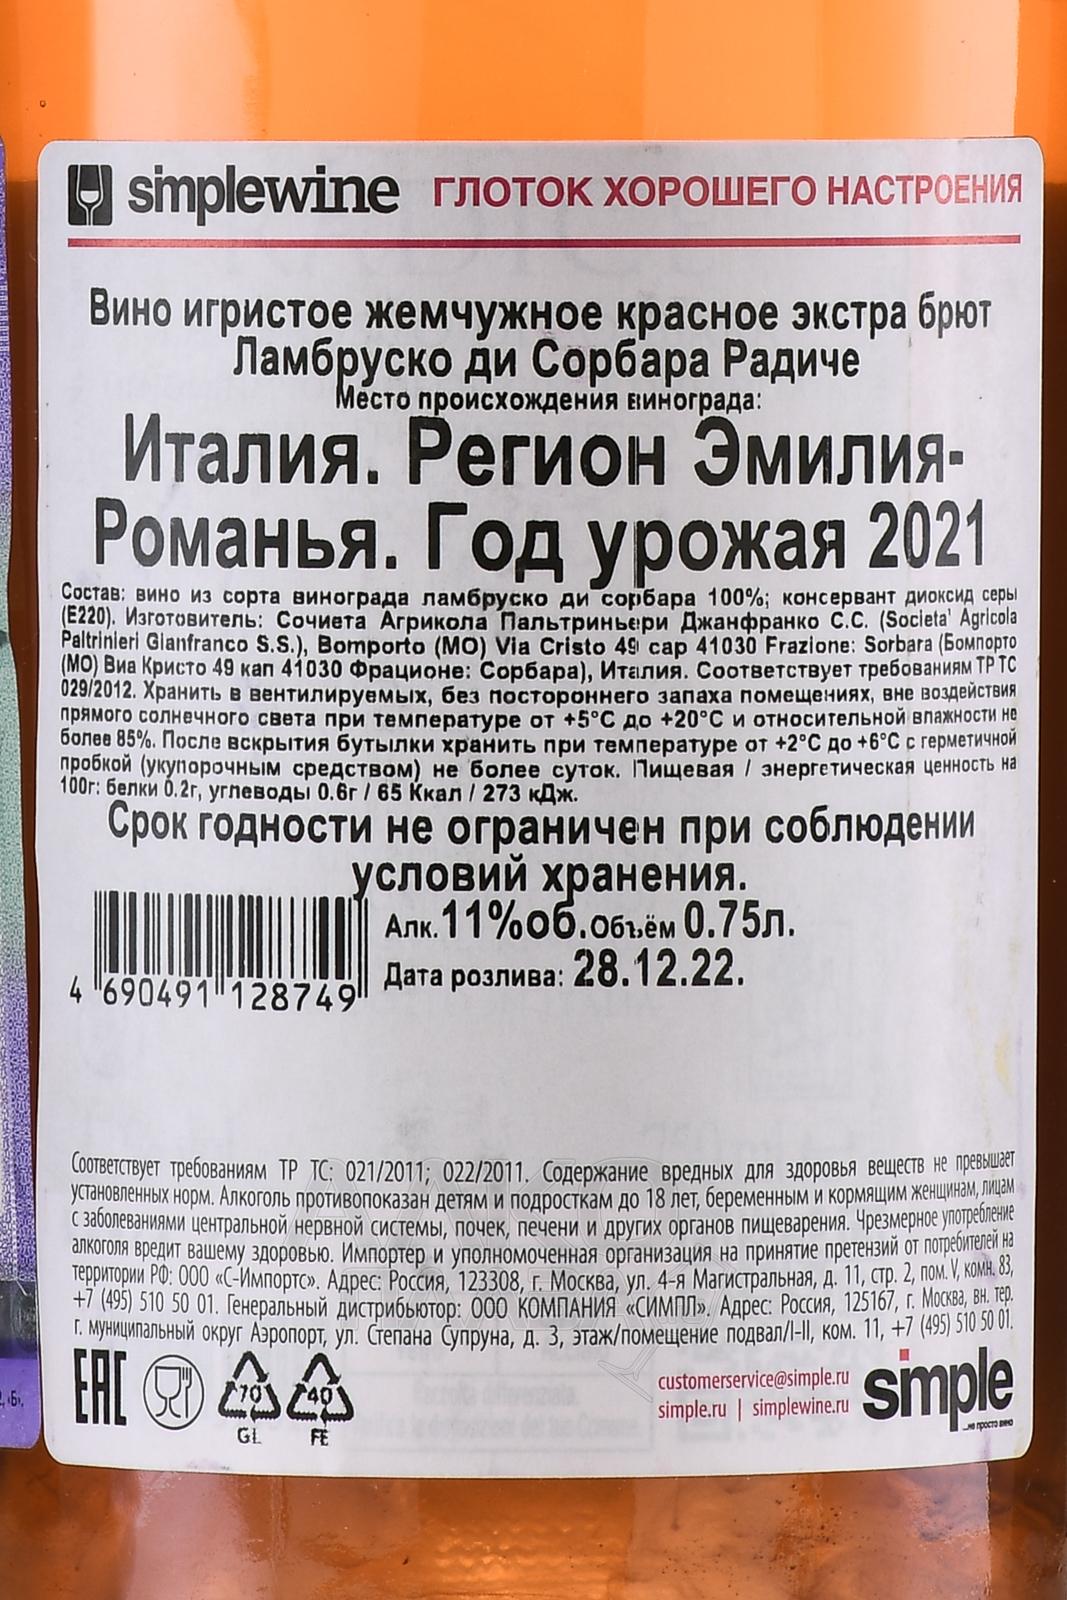 simplewine ГЛОТОК ХОРОШЕГО НАСТРОЕНИЯ
Вино игристое жемчужное красное экстра брют
Ламбруско ди Сорбара Радиче
Место происхождения винограда:
Италия. Регион Эмилия-
Романья. Год урожая 2021
Состав: вино из сорта винограда ламбруско ди сорбара 100%; консервант диоксид серы
(E220). Изготовитель: Сочиета Агрикола Пальтриньери Джанфранко С.С. (Societa' Agricola
Paltrinieri Gianfranco S.S.), Bomporto (MO) Via Cristo 49 cap 41030 Frazione: Sorbara (Бомпорто
(МО) Виа Кристо 49 кап 41030 Фрационе: Сорбара), Италия. Соответствует требованиям ТР ТС
029/2012. Хранить в вентилируемых, без постороннего запаха помещениях, вне воздействия
прямого солнечного света при температуре от +5°C до +20°C и относительной влажности не
более 85%. После вскрытия бутылки хранить при температуре от +2°C до +6°C с герметичной
пробкой (укупорочным средством) не более суток. Пищевая / энергетическая ценность на
100г: белки 0.2г, углеводы 0.6г / 65 Ккал / 273 кДж.
Срок годности не ограничен при соблюдении
условий хранения.
Алк.11%об.Объём 0.75л.
Дата розлива: 28.12.22.
4 690491 128749
Соответствует требованиям ТР ТС: 021/2011; 022/2011. Содержание вредных для здоровья веществ не превышает
установленных норм. Алкоголь противопоказан детям и подросткам до 18 лет, беременным и кормящим женщинам, лицам
с заболеваниями центральной нервной системы, почек, печени и других органов пищеварения. Чрезмерное употребление
алкоголя вредит вашему здоровью. Импортер и уполномоченная организация на принятие претензий от потребителей на
территории РФ: ООО «С-Импортс». Адрес: Россия, 123308, г. Москва, ул. 4-я Магистральная, д. 11, стр. 2, пом. V, комн. 83,
+7 (495) 510 50 01. Генеральный дистрибьютор: ООО КОМПАНИЯ «СИМПЛ». Адрес: Россия, 125167, г. Москва, вн. тер.
г. муниципальный округ Аэропорт, ул. Степана Супруна, д. 3, этаж/помещение подвал/I-II, ком. 11, +7 (495) 510 50 01.
EAC
70
GL
40
FE
customerservice@simple.ru
simple.ru | simplewine.ru
simple
...не просто вино